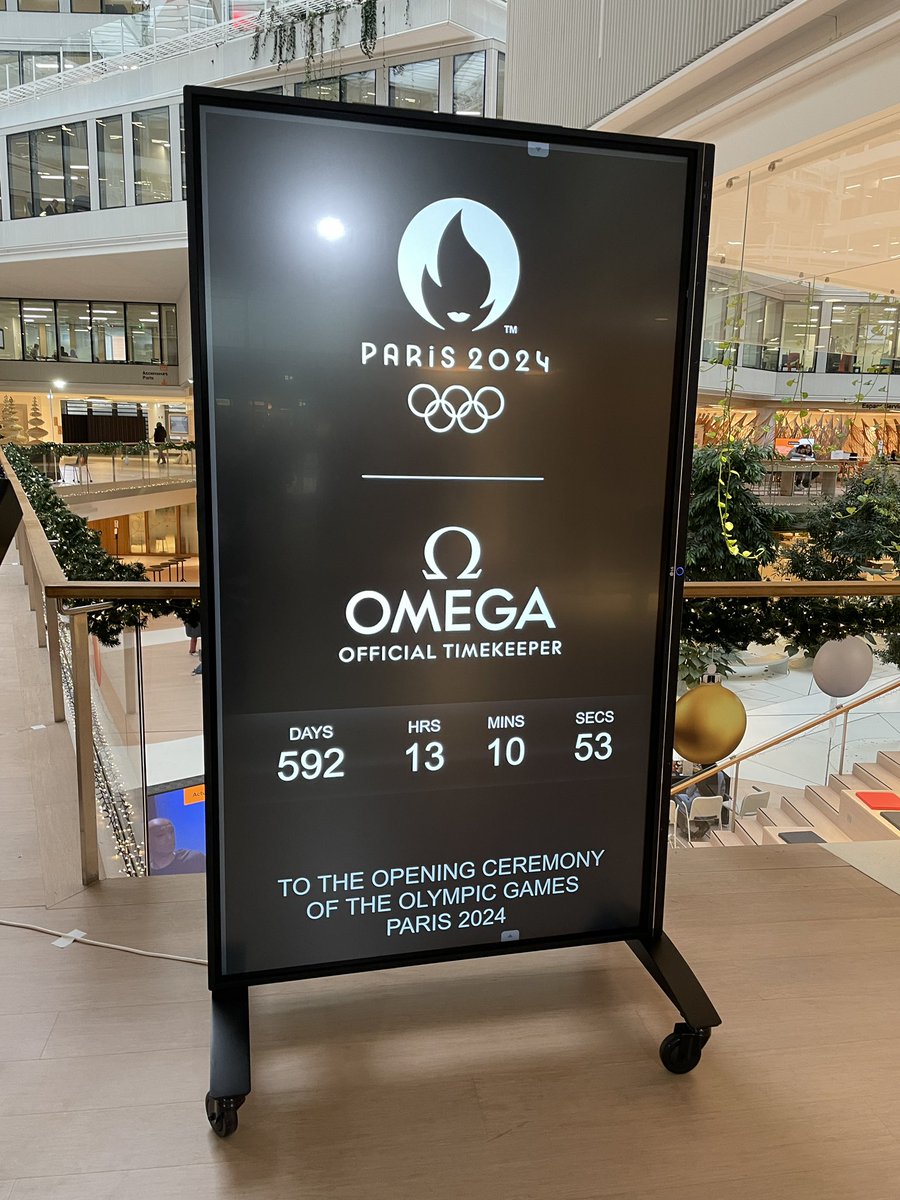 TM
PARiS 2024
Ω
OMEGA
OFFICIAL TIMEKEEPER
DAYS HRS MINS SECS
592 13 10 53
TO THE OPENING CEREMONY
OF THE OLYMPIC GAMES
PARIS 2024